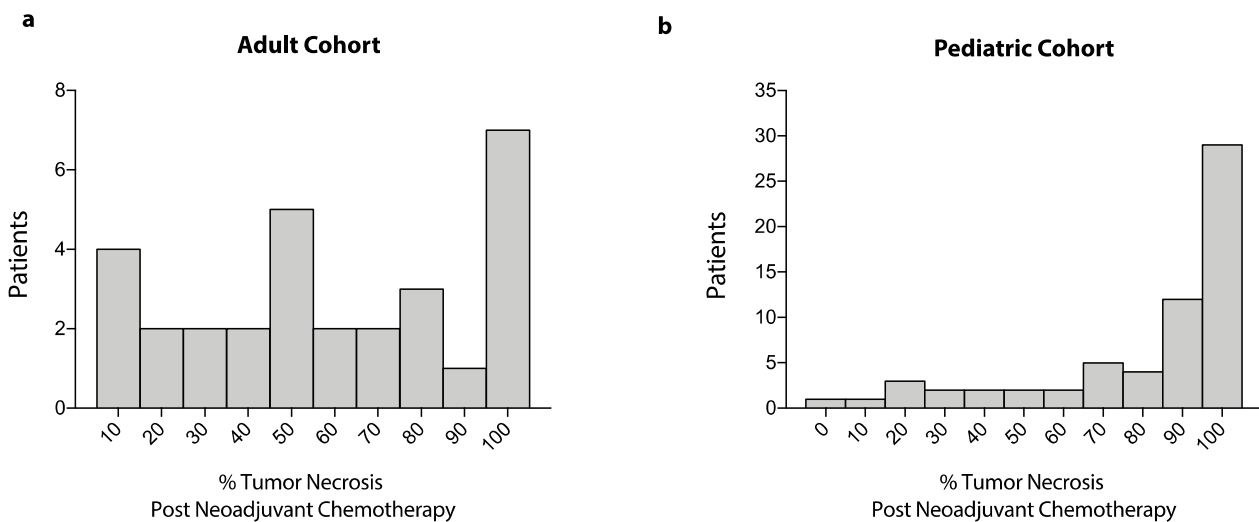 a
Adult Cohort
8
6
4
2
0
Patients
10 20 30 40 50 60 70 80 90 100
% Tumor Necrosis
Post Neoadjuvant Chemotherapy
b
Pediatric Cohort
35
30
25
20
15
10
5
0
Patients
0 10 20 30 40 50 60 70 80 90 100
% Tumor Necrosis
Post Neoadjuvant Chemotherapy